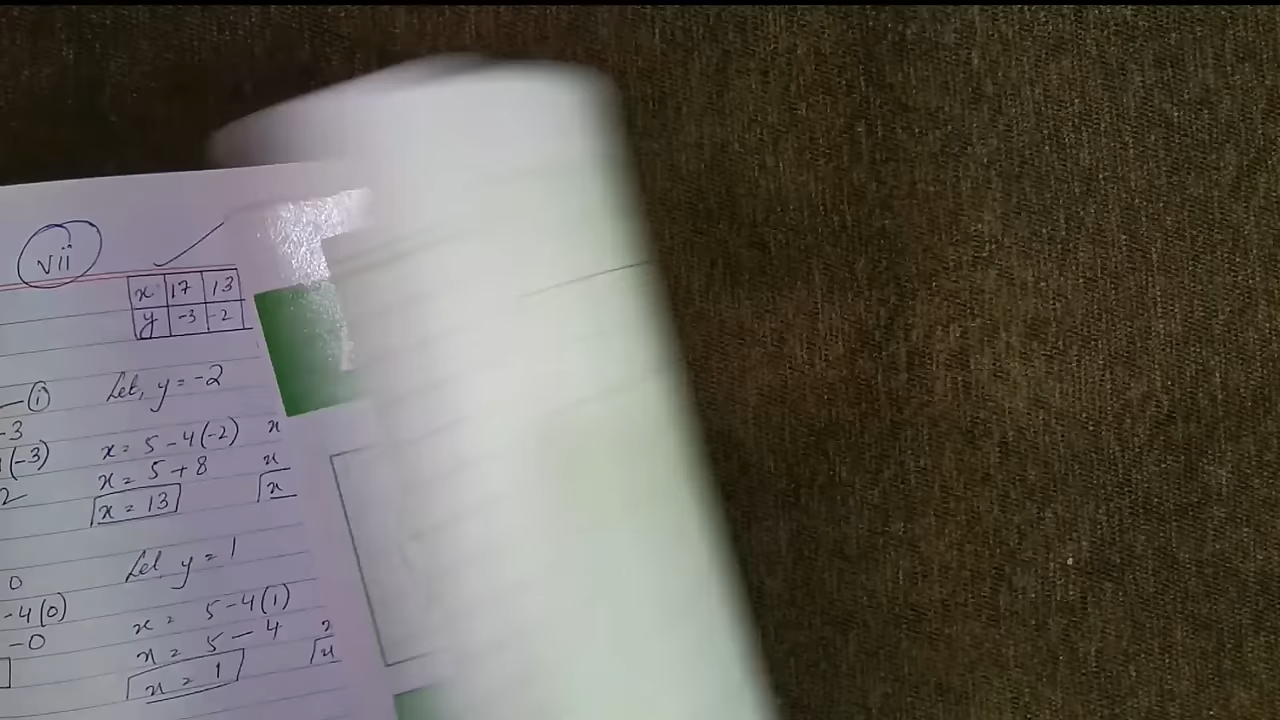 vii
x 17 13
y -3 -2
—(i) Let, y = -2
-3
(-3) x = 5 - 4(-2) x
2 x = 5 + 8 x
x = 13 x
0 Let, y = 1
-4(0) x = 5 - 4(1)
-0 x = 5 - 4
x = 1 x